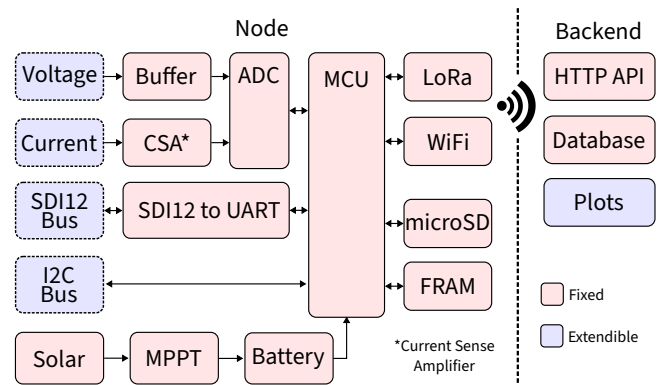 Node
Backend
Voltage
Buffer
ADC
MCU
LoRa
HTTP API
Current
CSA*
WiFi
Database
SDI12
Bus
SDI12 to UART
microSD
Plots
I2C
Bus
FRAM
Fixed
Extendible
Solar
MPPT
Battery
*Current Sense
Amplifier